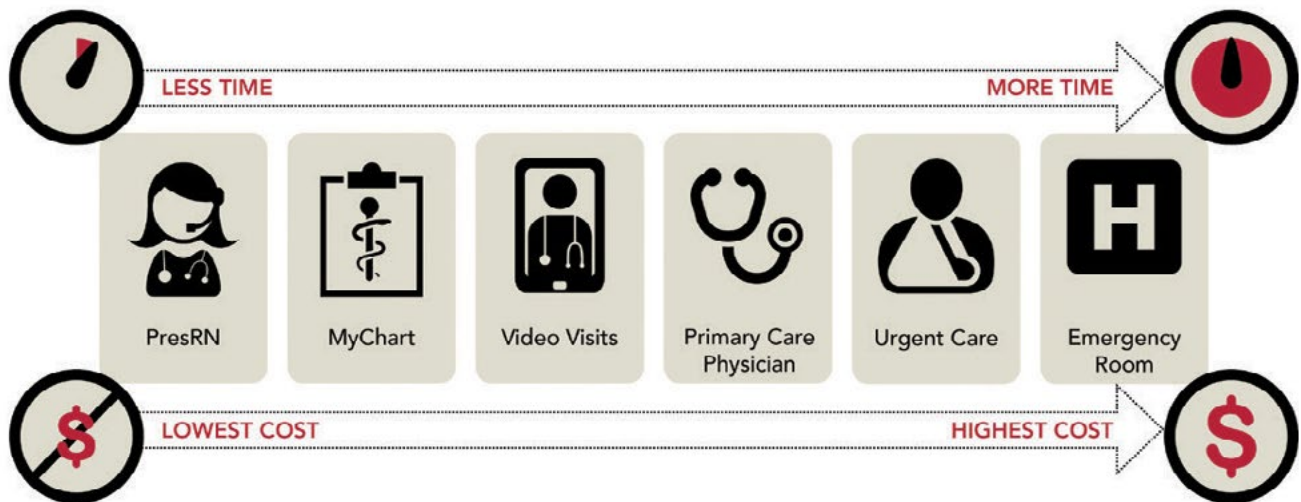 LESS TIME
MORE TIME
PresRN
MyChart
Video Visits
Primary Care
Physician
Urgent Care
H
Emergency
Room
$
LOWEST COST
HIGHEST COST
$